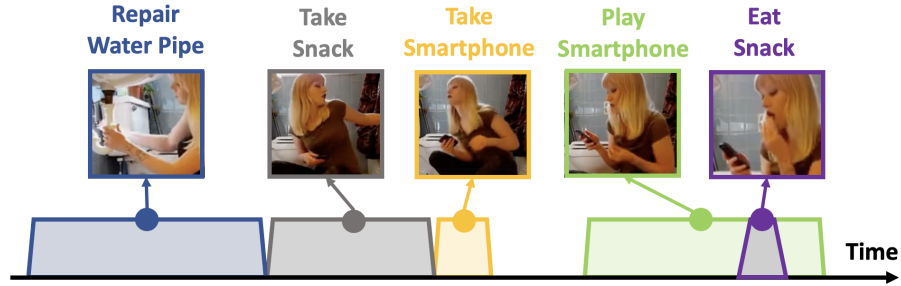 Repair
Water Pipe
Take
Snack
Take
Smartphone
Play
Smartphone
Eat
Snack
Time